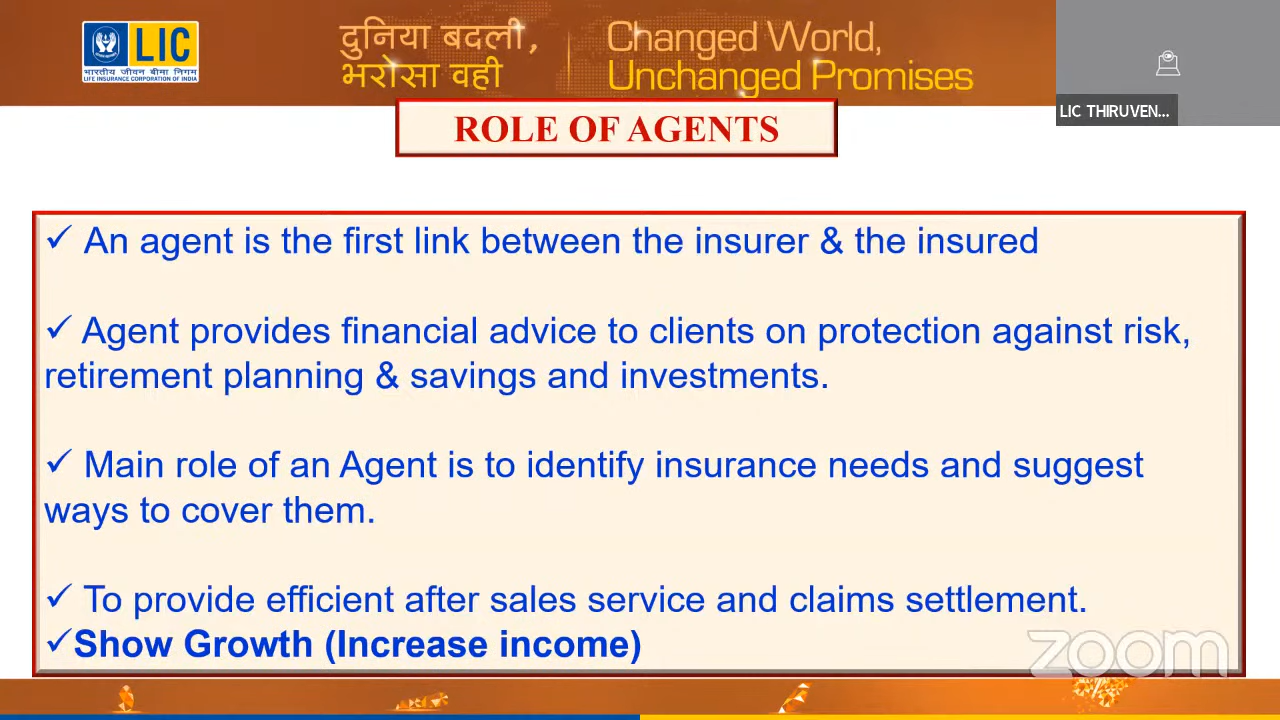 LIC
भारतीय जीवन बीमा निगम
LIFE INSURANCE CORPORATION OF INDIA
दुनिया बदली,
भरोसा वही
Changed World,
Unchanged Promises
LIC THIRUVEN...
ROLE OF AGENTS
✓ An agent is the first link between the insurer & the insured
✓ Agent provides financial advice to clients on protection against risk,
retirement planning & savings and investments.
✓ Main role of an Agent is to identify insurance needs and suggest
ways to cover them.
✓ To provide efficient after sales service and claims settlement.
✓Show Growth (Increase income)
zoom